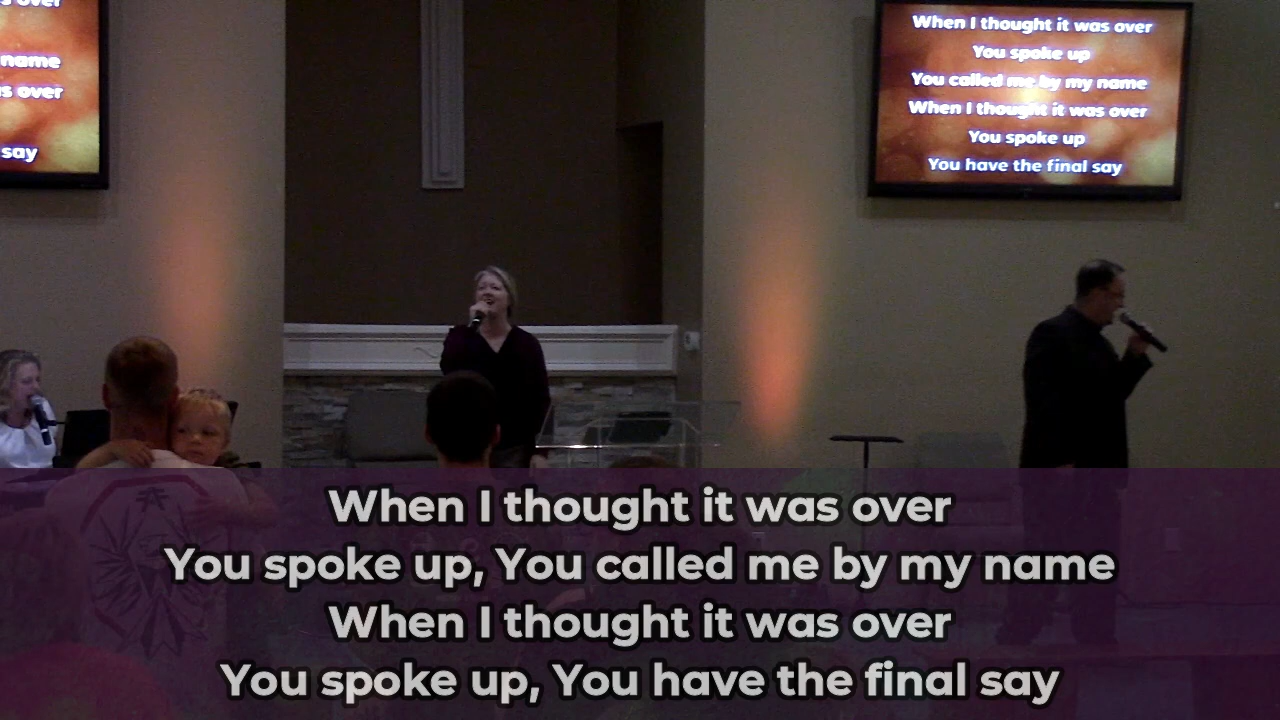 s over
name
s over
say
When I thought it was over
You spoke up
You called me by my name
When I thought it was over
You spoke up
You have the final say
When I thought it was over
You spoke up, You called me by my name
When I thought it was over
You spoke up, You have the final say